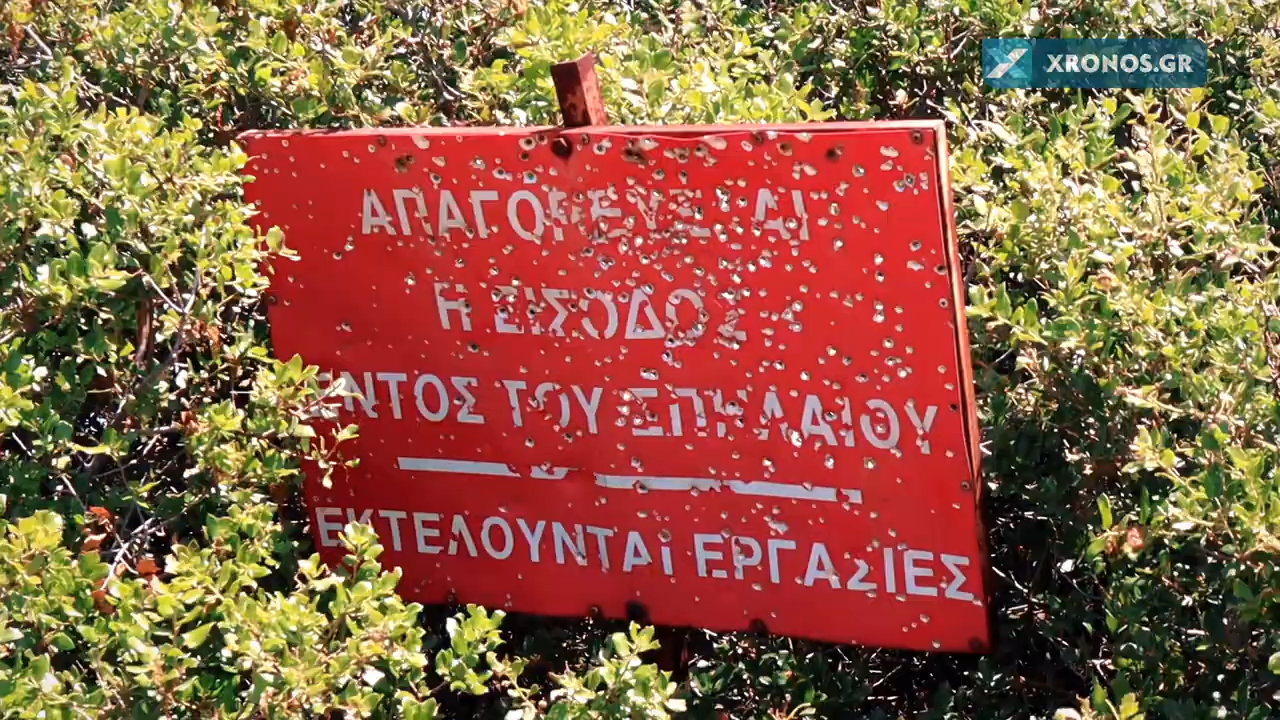 XRONOS.GR
ΑΠΑΓΟΡΕΥΕΤΑΙ
Η ΕΙΣΟΔΟΣ
ΕΝΤΟΣ ΤΟΥ ΣΠΗΛΑΙΟΥ
ΕΚΤΕΛΟΥΝΤΑΙ ΕΡΓΑΣΙΕΣ